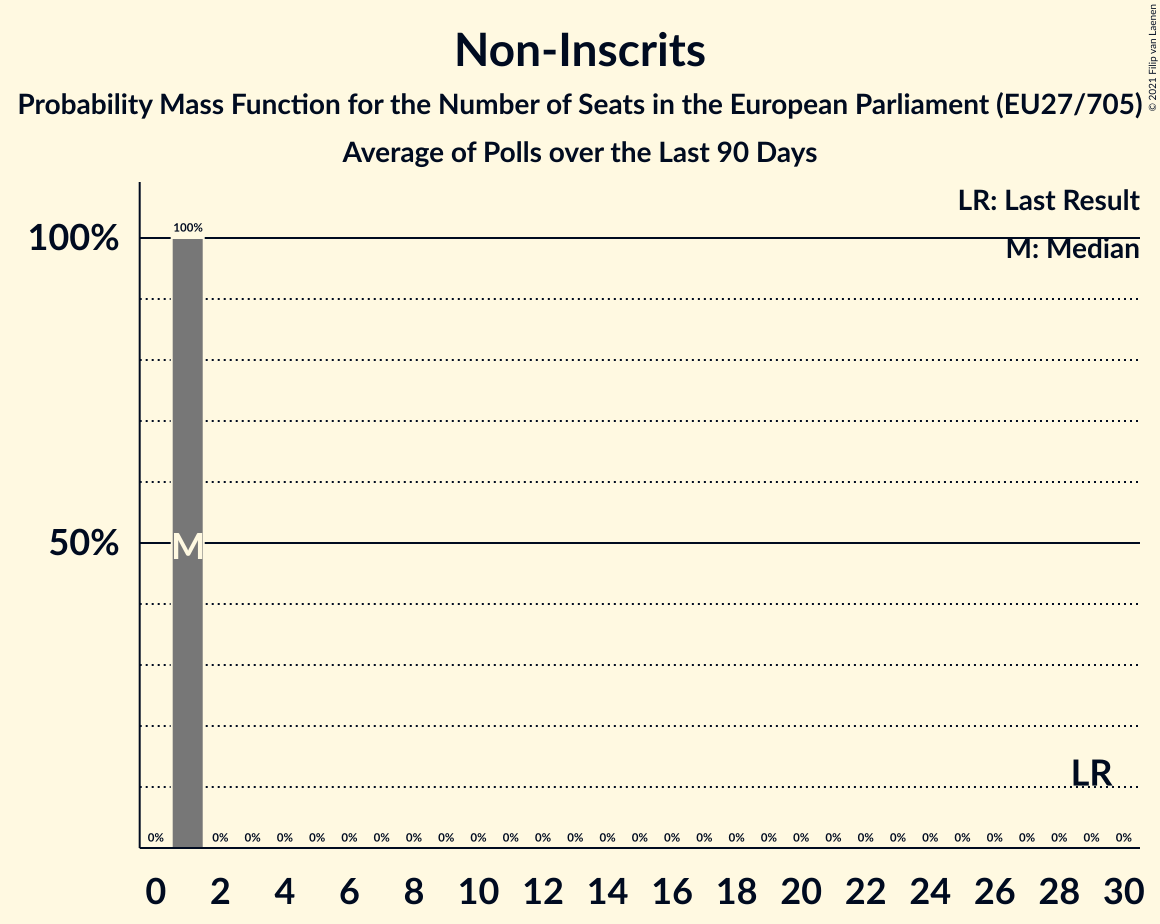 Non-Inscrits
Probability Mass Function for the Number of Seats in the European Parliament (EU27/705)
Average of Polls over the Last 90 Days
© 2021 Filip van Laenen
LR: Last Result
M: Median
100%
100%
50%
M
LR
0% 0% 0% 0% 0% 0% 0% 0% 0% 0% 0% 0% 0% 0% 0% 0% 0% 0% 0% 0% 0% 0% 0% 0% 0% 0% 0% 0% 0% 0%
0 2 4 6 8 10 12 14 16 18 20 22 24 26 28 30